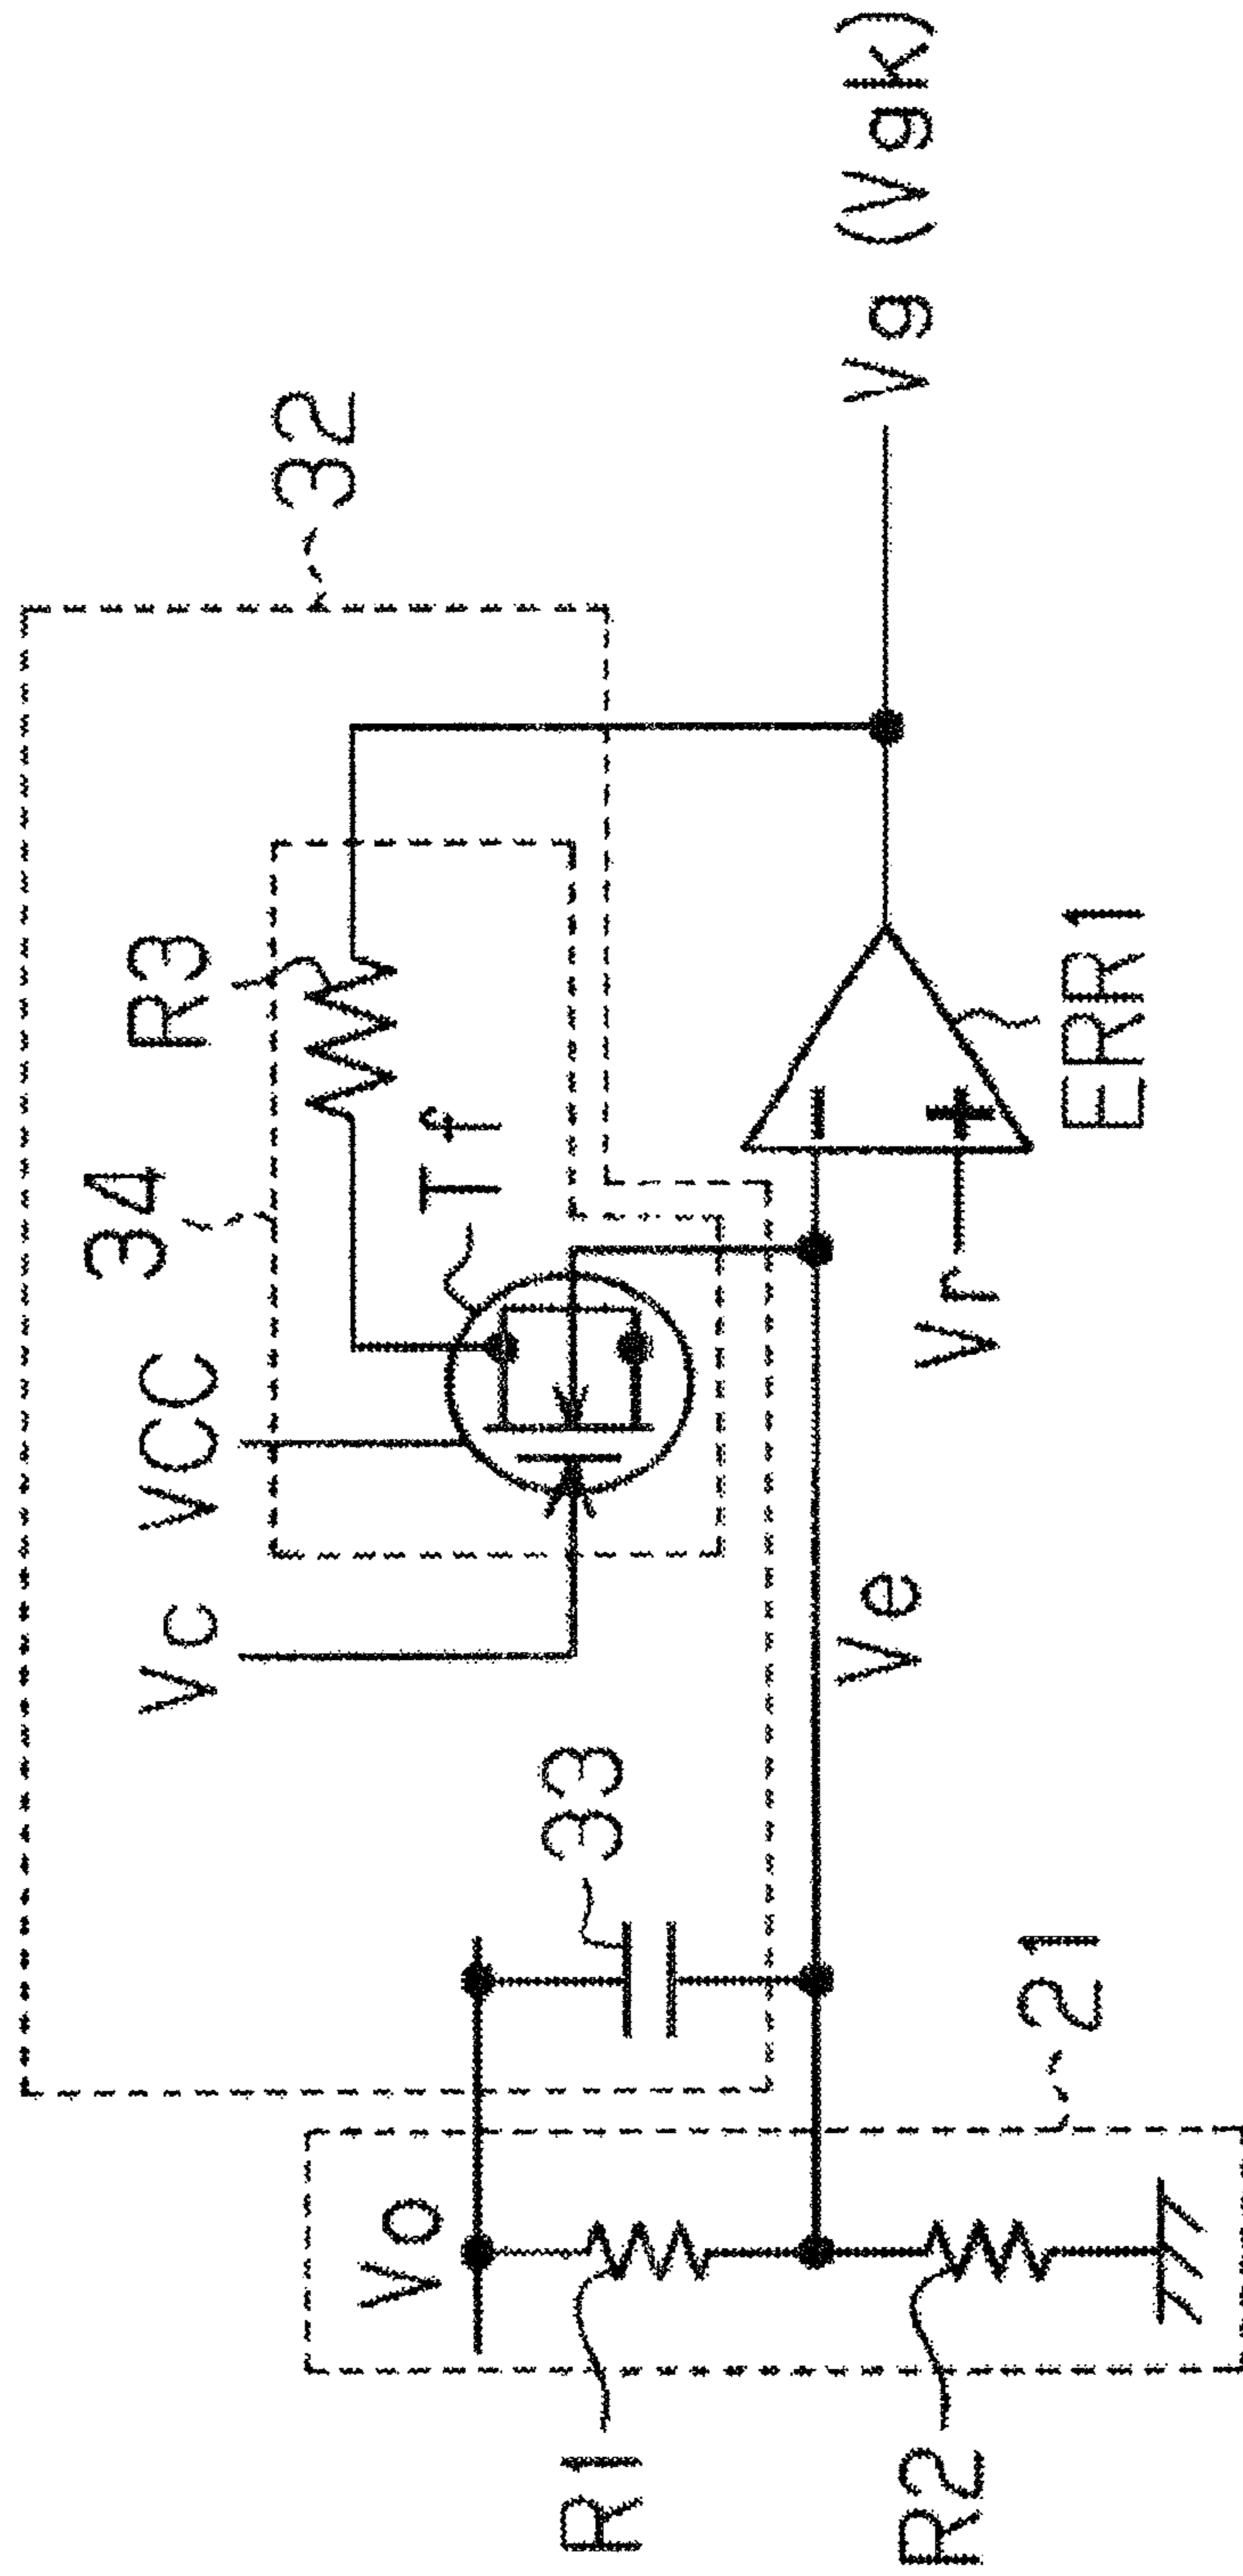 34
R3
32
Vc
VCC
Tf
33
Vo
R1
Ve
Vg (Vgk)
Vr
R2
21
ERR1